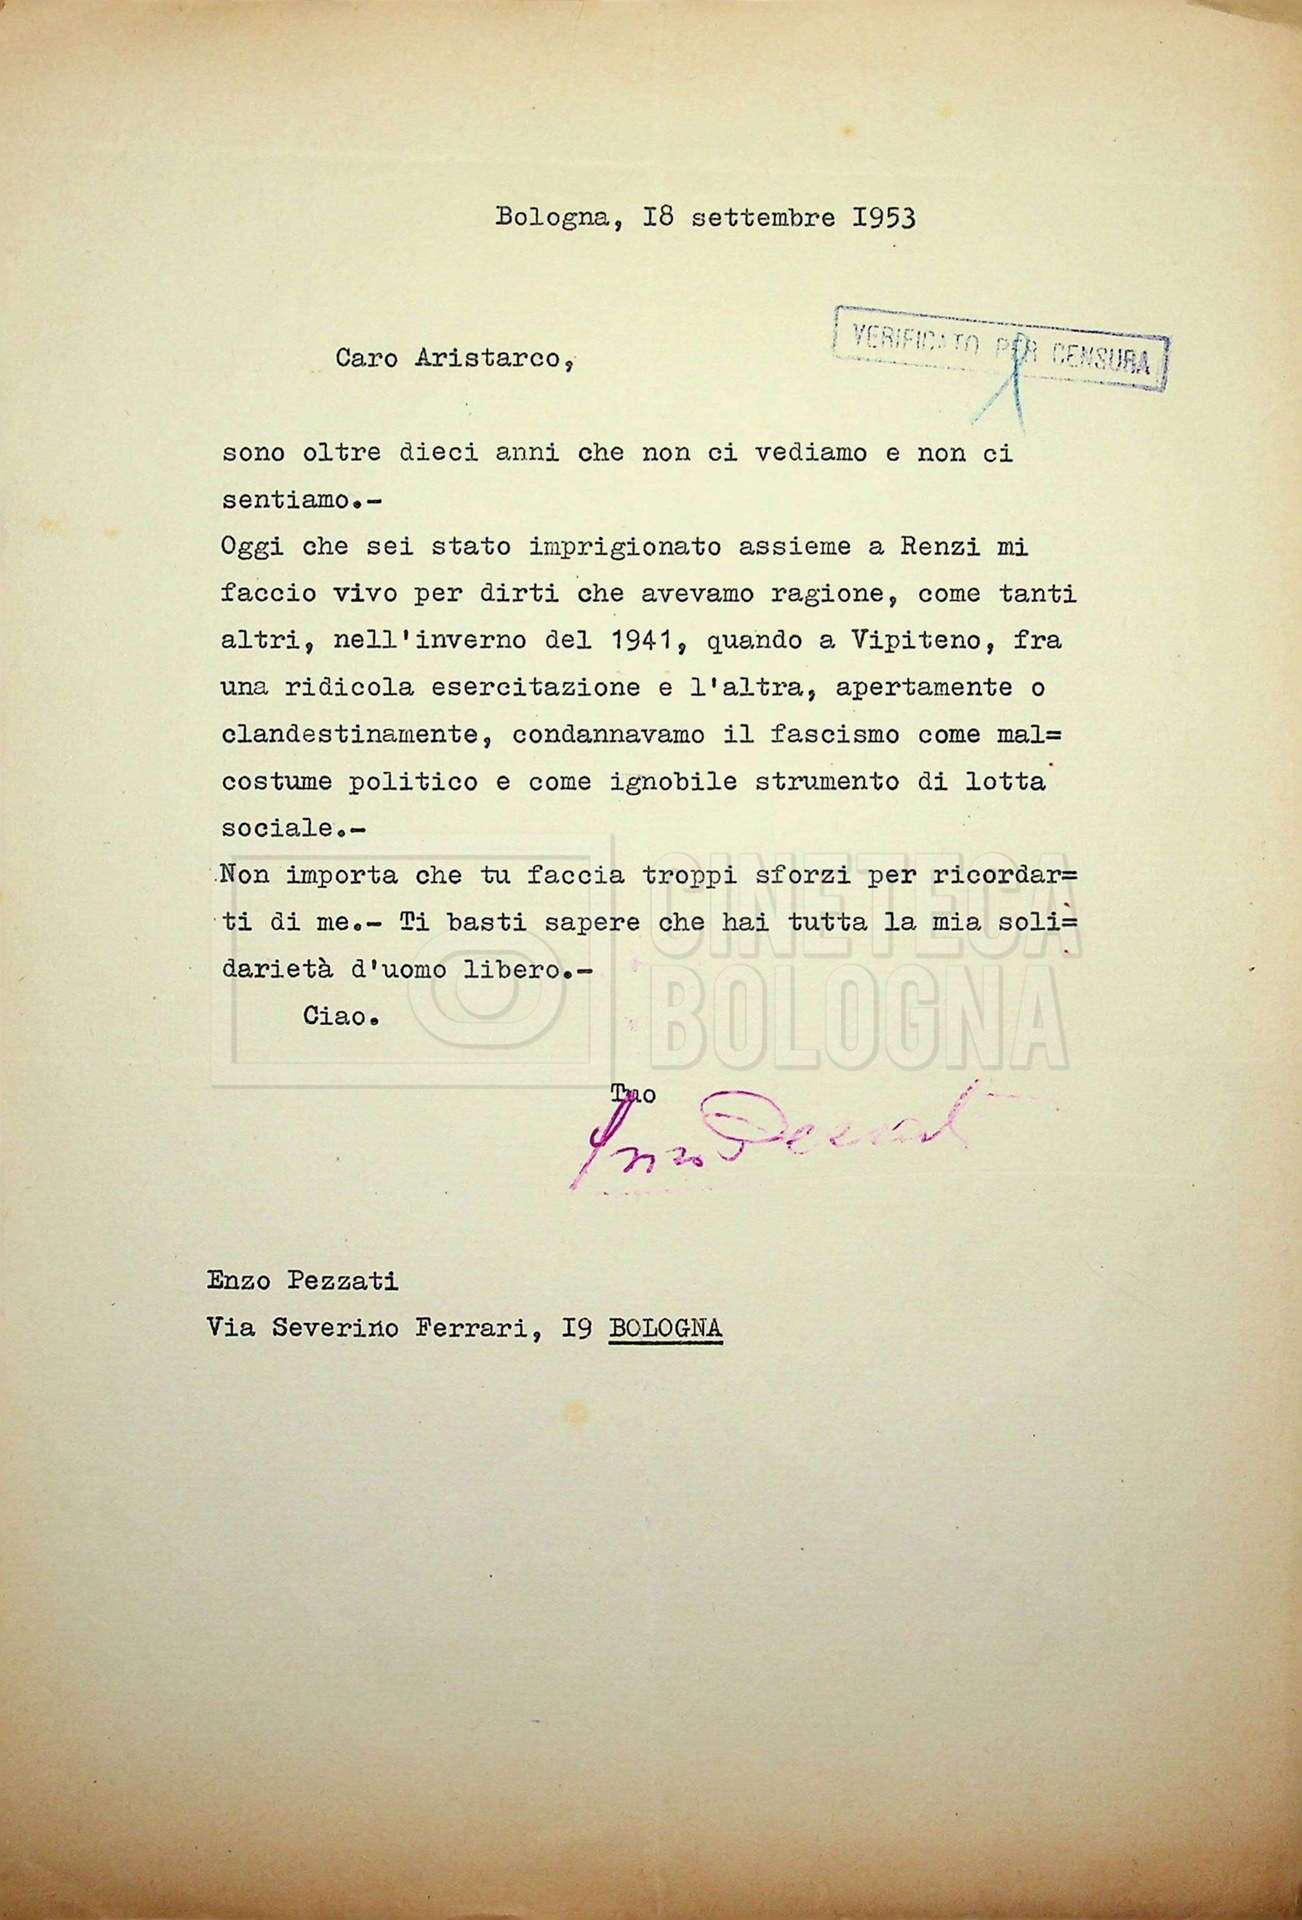 Bologna, I8 settembre I953
VERIFICATO PER CENSURA
Caro Aristarco,
sono oltre dieci anni che non ci vediamo e non ci
sentiamo.-
Oggi che sei stato imprigionato assieme a Renzi mi
faccio vivo per dirti che avevamo ragione, come tanti
altri, nell'inverno del 1941, quando a Vipiteno, fra
una ridicola esercitazione e l'altra, apertamente o
clandestinamente, condannavamo il fascismo come mal=
costume politico e come ignobile strumento di lotta
sociale.-
Non importa che tu faccia troppi sforzi per ricordar=
ti di me.- Ti basti sapere che hai tutta la mia soli=
darietà d'uomo libero.-
Ciao.
CINETECA
BOLOGNA
Tuo
Enzo Pezzati
Enzo Pezzati
Via Severino Ferrari, I9 BOLOGNA